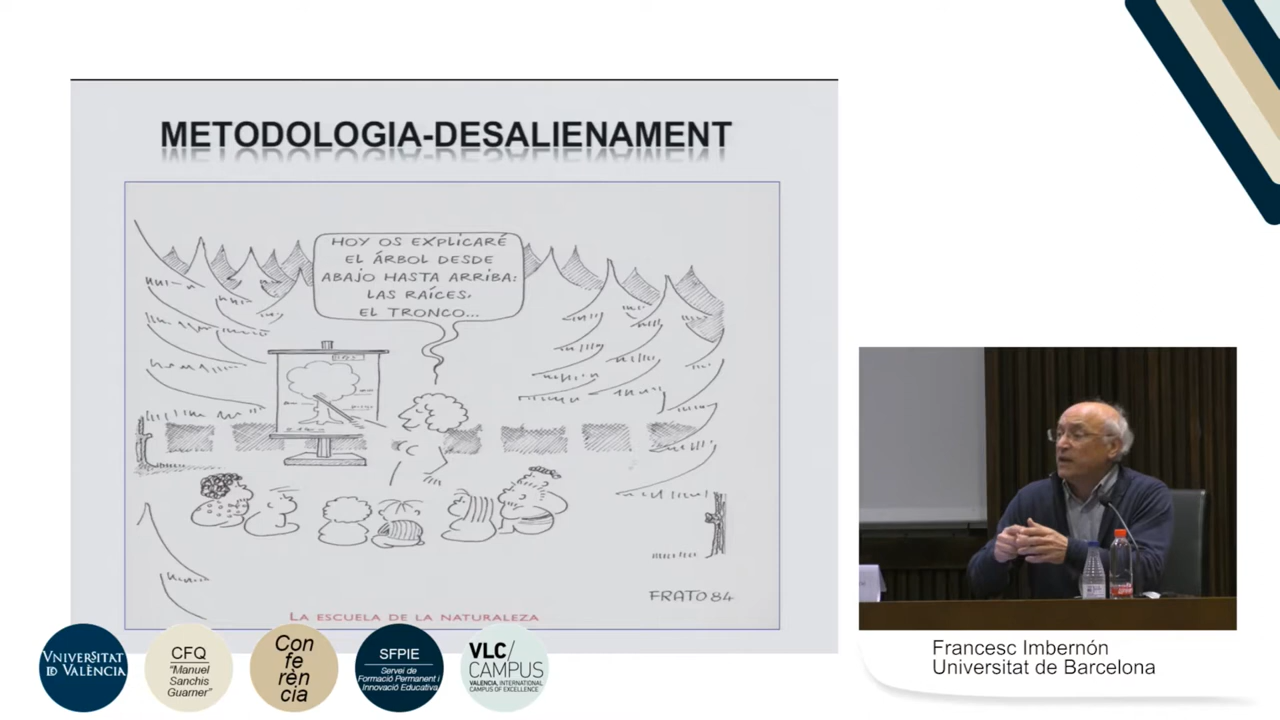 METODOLOGIA-DESALIENAMENT
HOY OS EXPLICARÉ
EL ÁRBOL DESDE
ABAJO HASTA ARRIBA:
LAS RAÍCES,
EL TRONCO...
FRATO 84
LA ESCUELA DE LA NATURALEZA
VNIVERSITAT
ID VALÈNCIA
CFQ
"Manuel
Sanchis
Guarner"
Con
fe
rèn
cia
SFPIE
Servei de
Formació Permanent i
Innovació Educativa
VLC/
CAMPUS
VALENCIA, INTERNATIONAL
CAMPUS OF EXCELLENCE
Francesc Imbernón
Universitat de Barcelona